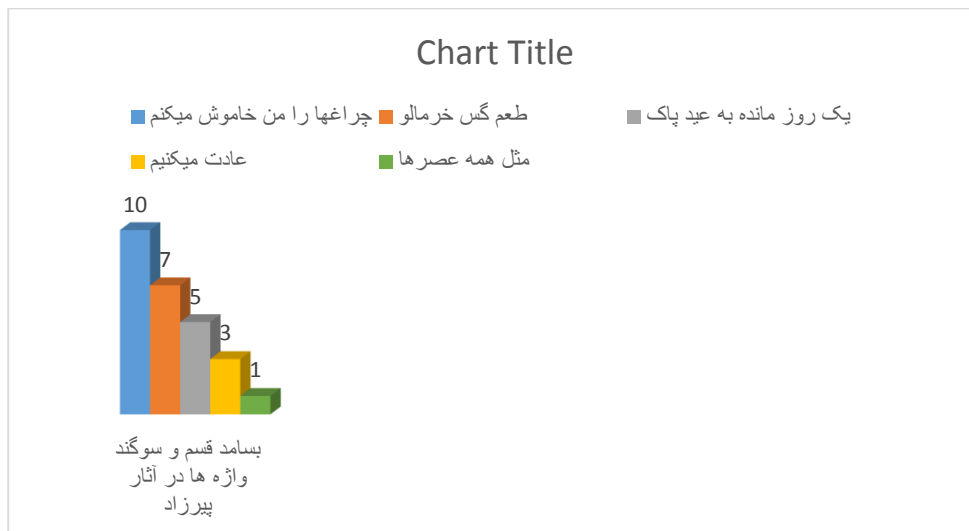 Chart Title
چراغها را من خاموش میکنم
طعم گس خرمالو
یک روز مانده به عید پاک
عادت میکنیم
مثل همه عصرها
10
7
5
3
1
بسامد قسم و سوگند
واژه ها در آثار
پیرزاد